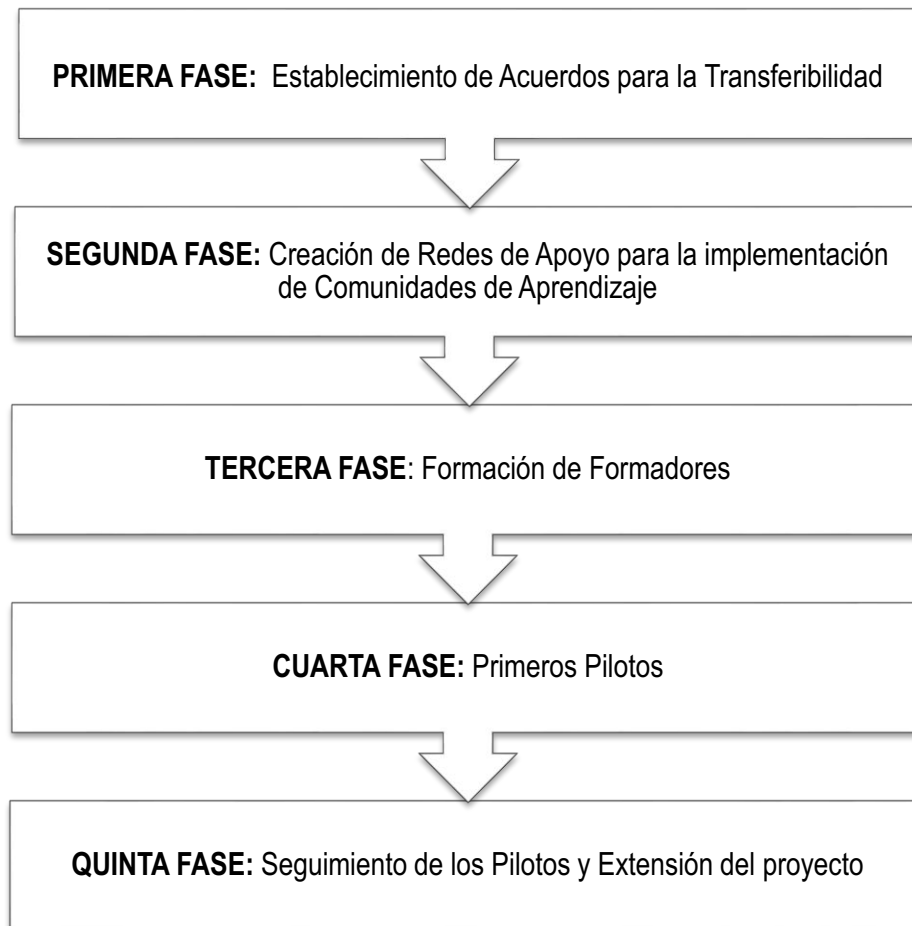 PRIMERA FASE: Establecimiento de Acuerdos para la Transferibilidad
SEGUNDA FASE: Creación de Redes de Apoyo para la implementación
de Comunidades de Aprendizaje
TERCERA FASE: Formación de Formadores
CUARTA FASE: Primeros Pilotos
QUINTA FASE: Seguimiento de los Pilotos y Extensión del proyecto